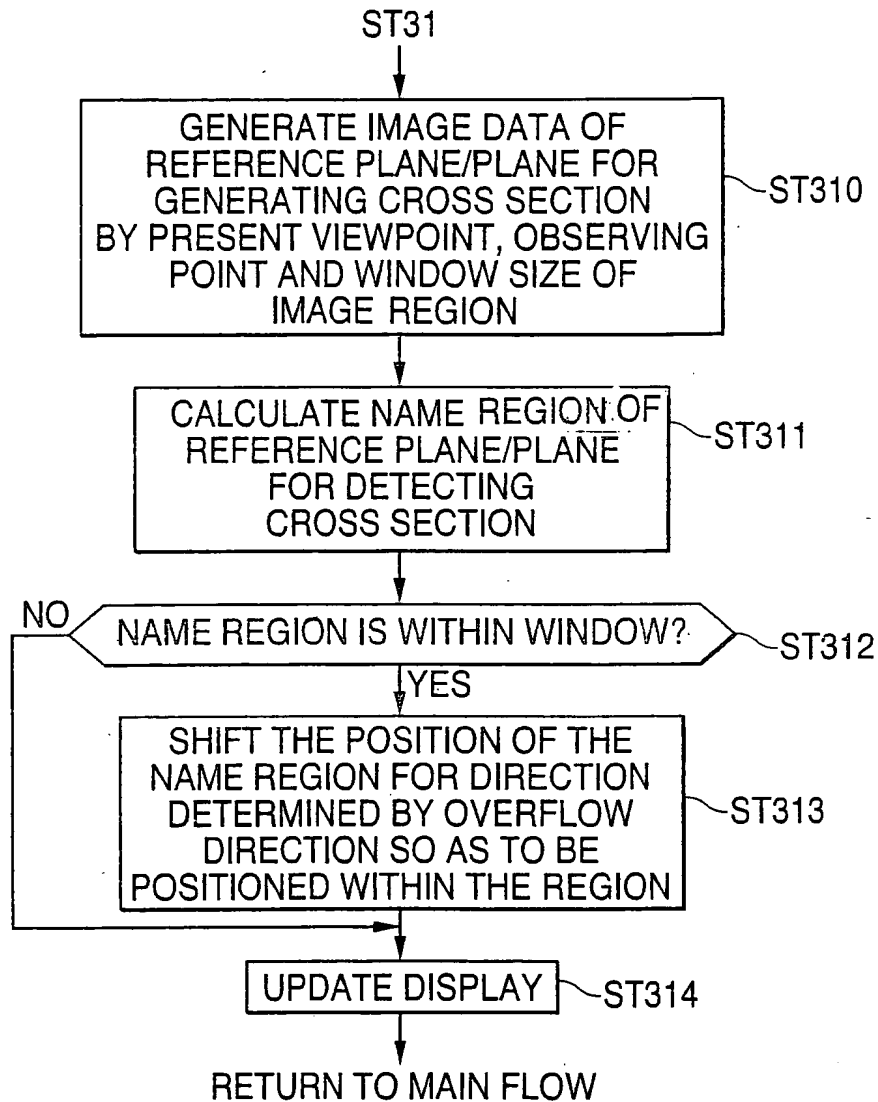 ST31
GENERATE IMAGE DATA OF
REFERENCE PLANE/PLANE FOR
GENERATING CROSS SECTION
BY PRESENT VIEWPOINT, OBSERVING
POINT AND WINDOW SIZE OF
IMAGE REGION
ST310
CALCULATE NAME REGION OF
REFERENCE PLANE/PLANE
FOR DETECTING
CROSS SECTION
ST311
NO
NAME REGION IS WITHIN WINDOW?
ST312
YES
SHIFT THE POSITION OF THE
NAME REGION FOR DIRECTION
DETERMINED BY OVERFLOW
DIRECTION SO AS TO BE
POSITIONED WITHIN THE REGION
ST313
UPDATE DISPLAY
ST314
RETURN TO MAIN FLOW